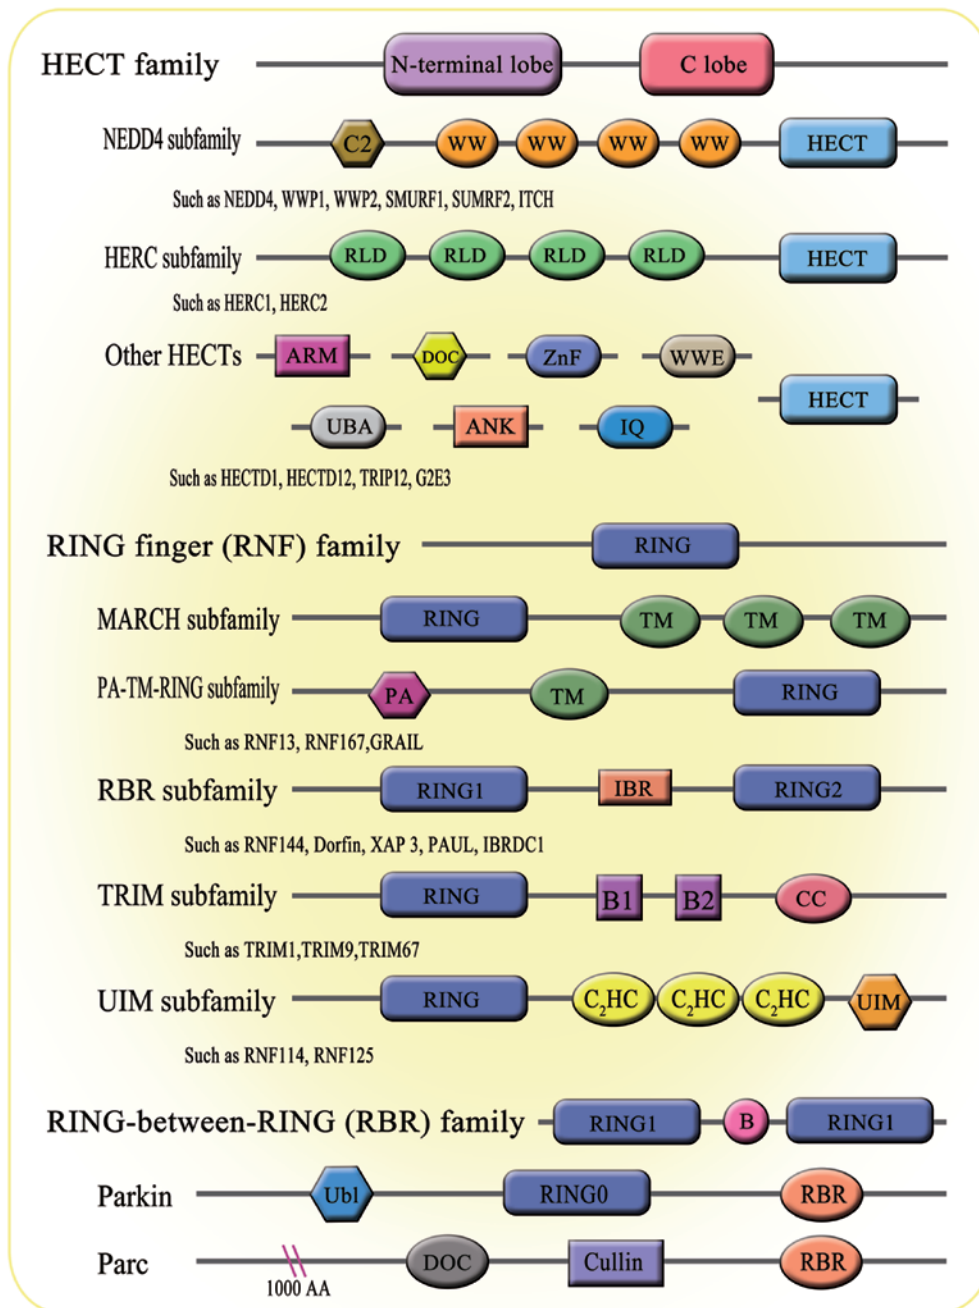 HECT family N-terminal lobe C lobe
NEDD4 subfamily C2 WW WW WW WW HECT
Such as NEDD4, WWP1, WWP2, SMURF1, SUMRF2, ITCH
HERC subfamily RLD RLD RLD RLD HECT
Such as HERC1, HERC2
Other HECTs ARM DOC ZnF WWE
HECT
UBA ANK IQ
Such as HECTD1, HECTD12, TRIP12, G2E3
RING finger (RNF) family RING
MARCH subfamily RING TM TM TM
PA-TM-RING subfamily PA TM RING
Such as RNF13, RNF167,GRAIL
RBR subfamily RING1 IBR RING2
Such as RNF144, Dorfin, XAP 3, PAUL, IBRDC1
TRIM subfamily RING B1 B2 CC
Such as TRIM1,TRIM9,TRIM67
UIM subfamily RING C₂HC C₂HC C₂HC UIM
Such as RNF114, RNF125
RING-between-RING (RBR) family RING1 B RING1
Parkin Ubl RING0 RBR
Parc DOC Cullin RBR
1000 AA